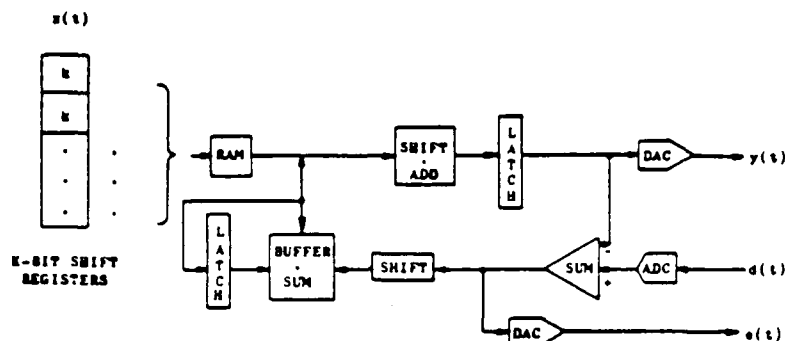 x(t)
k
k
K-BIT SHIFT
REGISTERS
RAM
SHIFT
·
ADD
LATCH
DAC
y(t)
LATCH
BUFFER
·
SUM
SHIFT
-
SUM
+
ADC
d(t)
DAC
e(t)